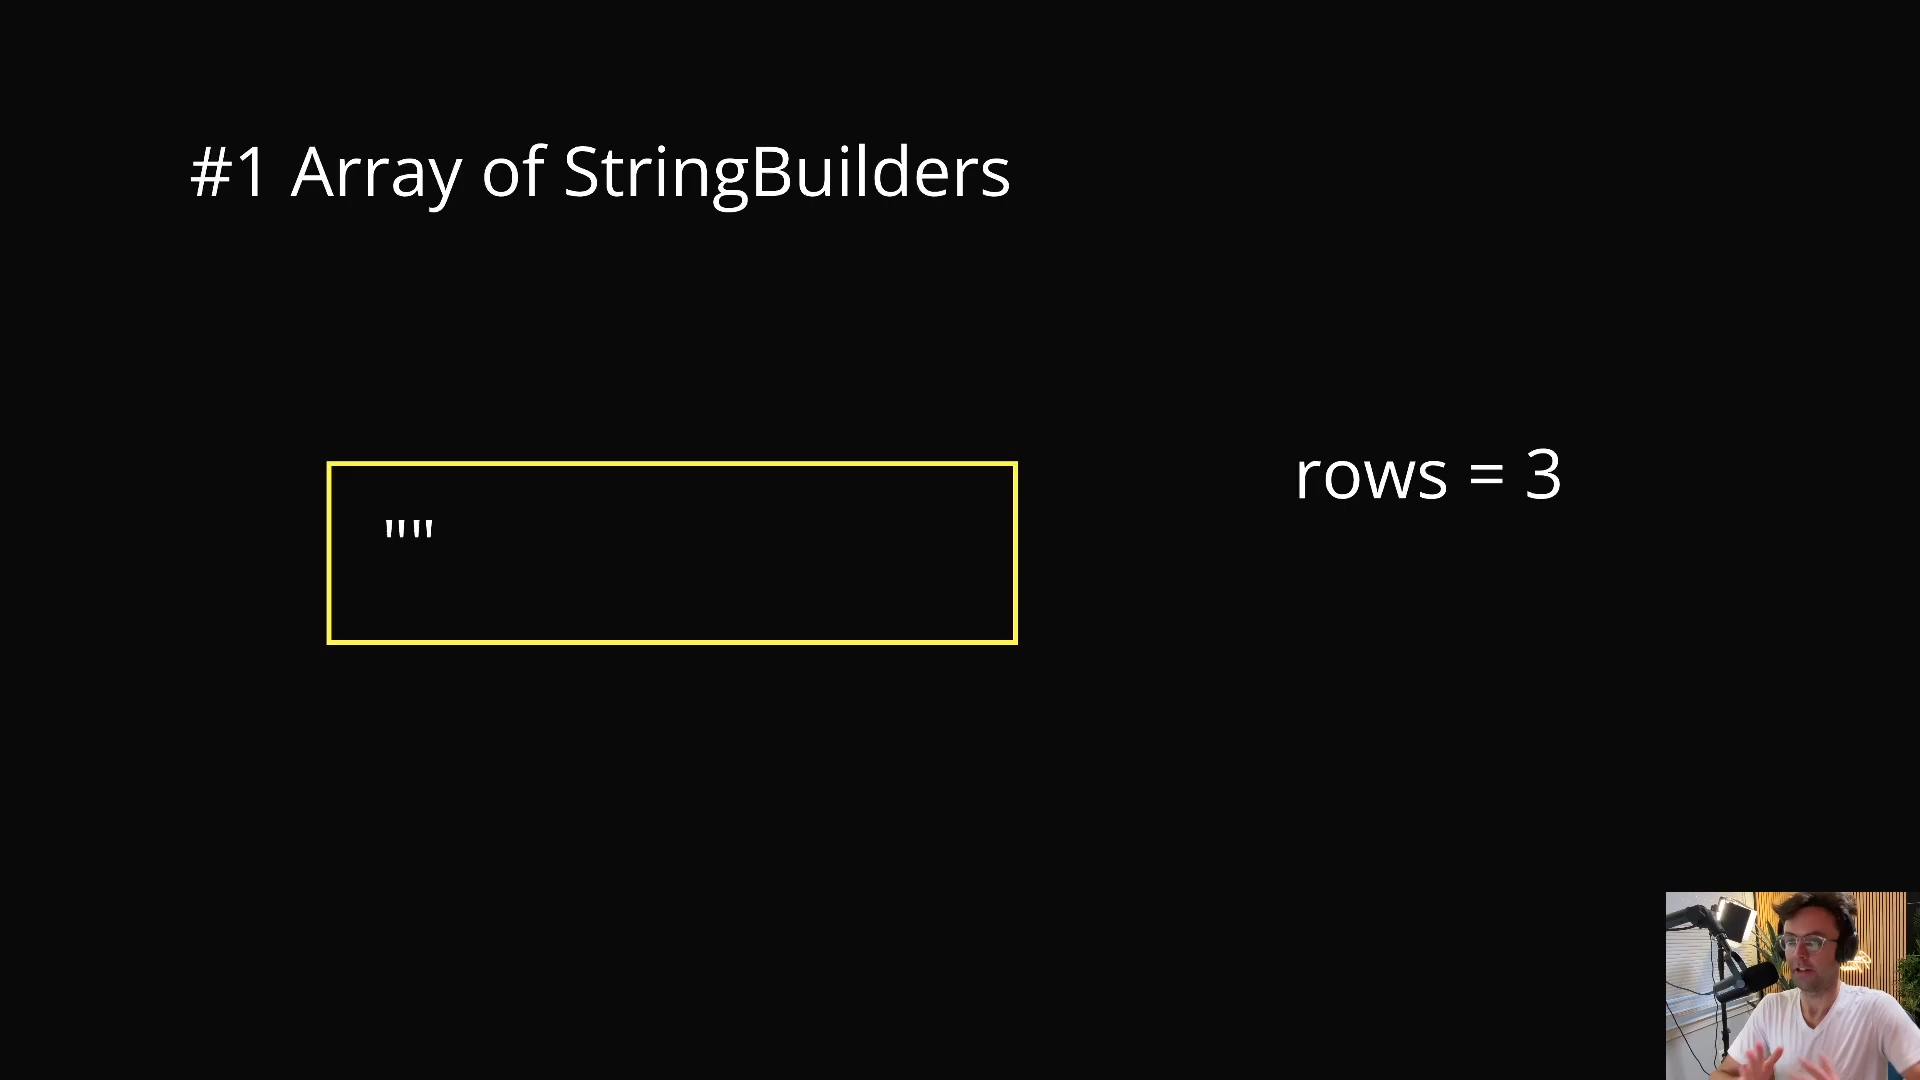 #1 Array of StringBuilders
rows = 3
""